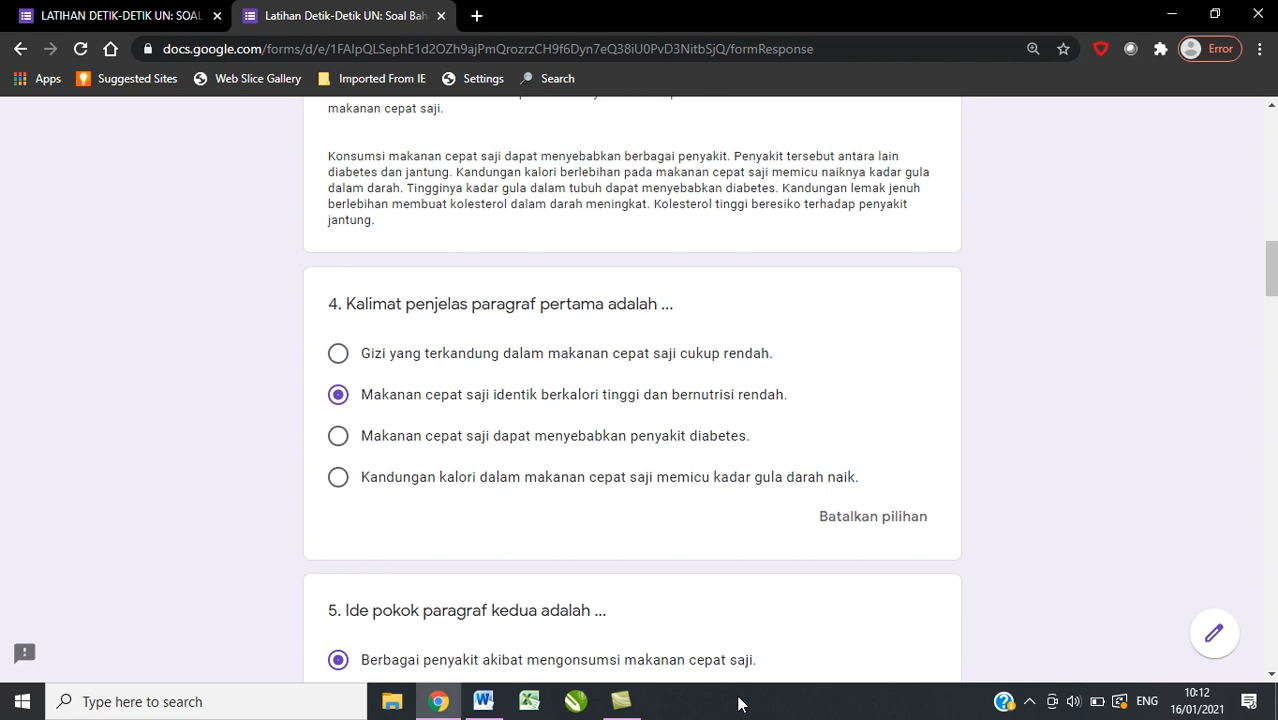 LATIHAN DETIK-DETIK UN: SOAL
Latihan Detik-Detik UN: Soal Bah
docs.google.com/forms/d/e/1FAIpQLSephE1d2OZh9ajPmQrozrzCH9f6Dyn7eQ38iU0PvD3NitbSjQ/formResponse
Error
Apps
Suggested Sites
Web Slice Gallery
Imported From IE
Settings
Search
makanan cepat saji.
Konsumsi makanan cepat saji dapat menyebabkan berbagai penyakit. Penyakit tersebut antara lain
diabetes dan jantung. Kandungan kalori berlebihan pada makanan cepat saji memicu naiknya kadar gula
dalam darah. Tingginya kadar gula dalam tubuh dapat menyebabkan diabetes. Kandungan lemak jenuh
berlebihan membuat kolesterol dalam darah meningkat. Kolesterol tinggi beresiko terhadap penyakit
jantung.
4. Kalimat penjelas paragraf pertama adalah ...
Gizi yang terkandung dalam makanan cepat saji cukup rendah.
Makanan cepat saji identik berkalori tinggi dan bernutrisi rendah.
Makanan cepat saji dapat menyebabkan penyakit diabetes.
Kandungan kalori dalam makanan cepat saji memicu kadar gula darah naik.
Batalkan pilihan
5. Ide pokok paragraf kedua adalah ...
Berbagai penyakit akibat mengonsumsi makanan cepat saji.
Type here to search
ENG
10:12
16/01/2021